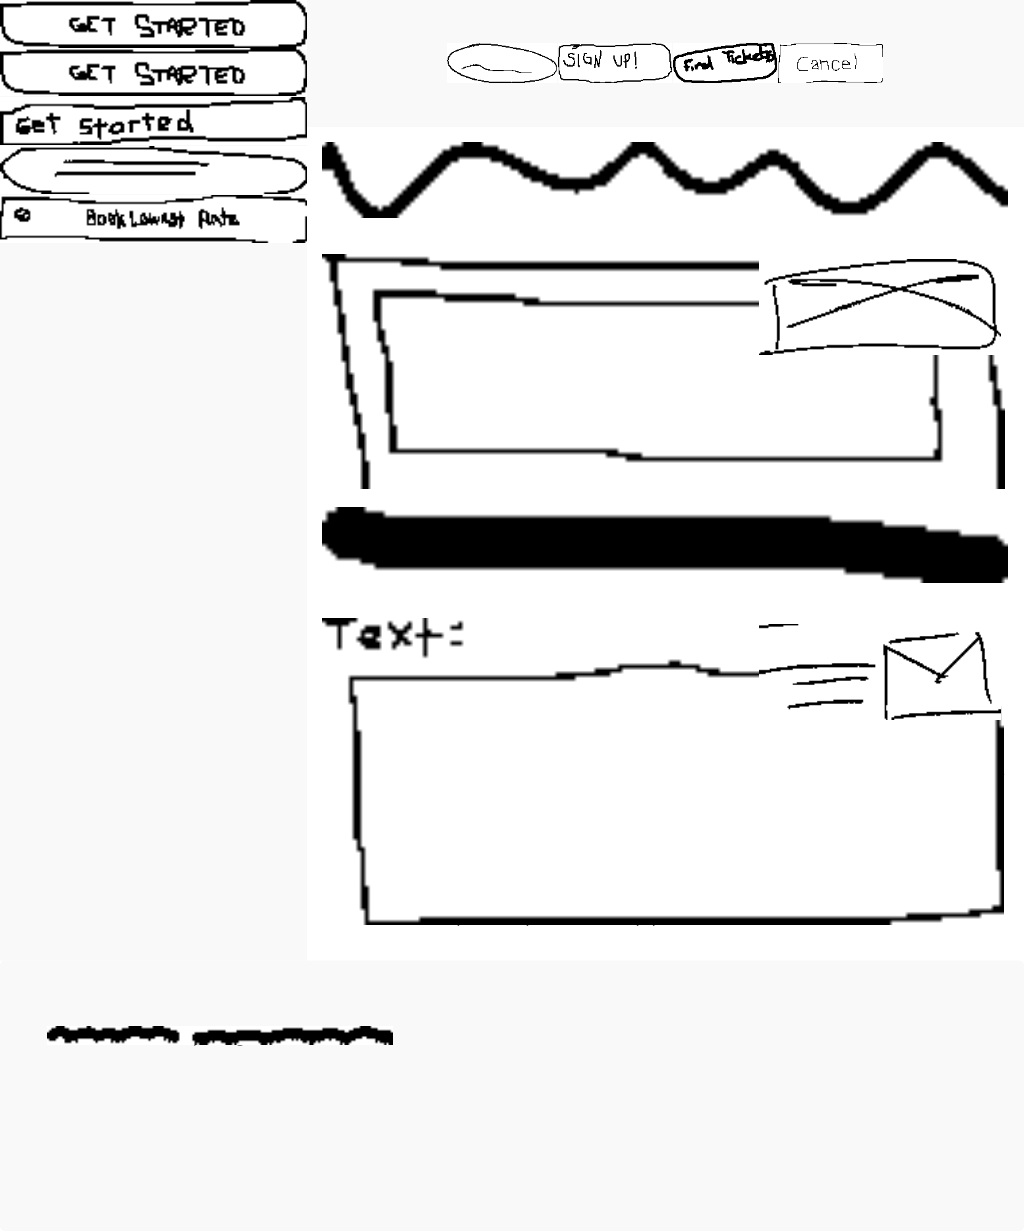 GET STARTED
GET STARTED
Get Started
Book Lowest Rate
SIGN UP!
Find Tickets
Cancel
Text: